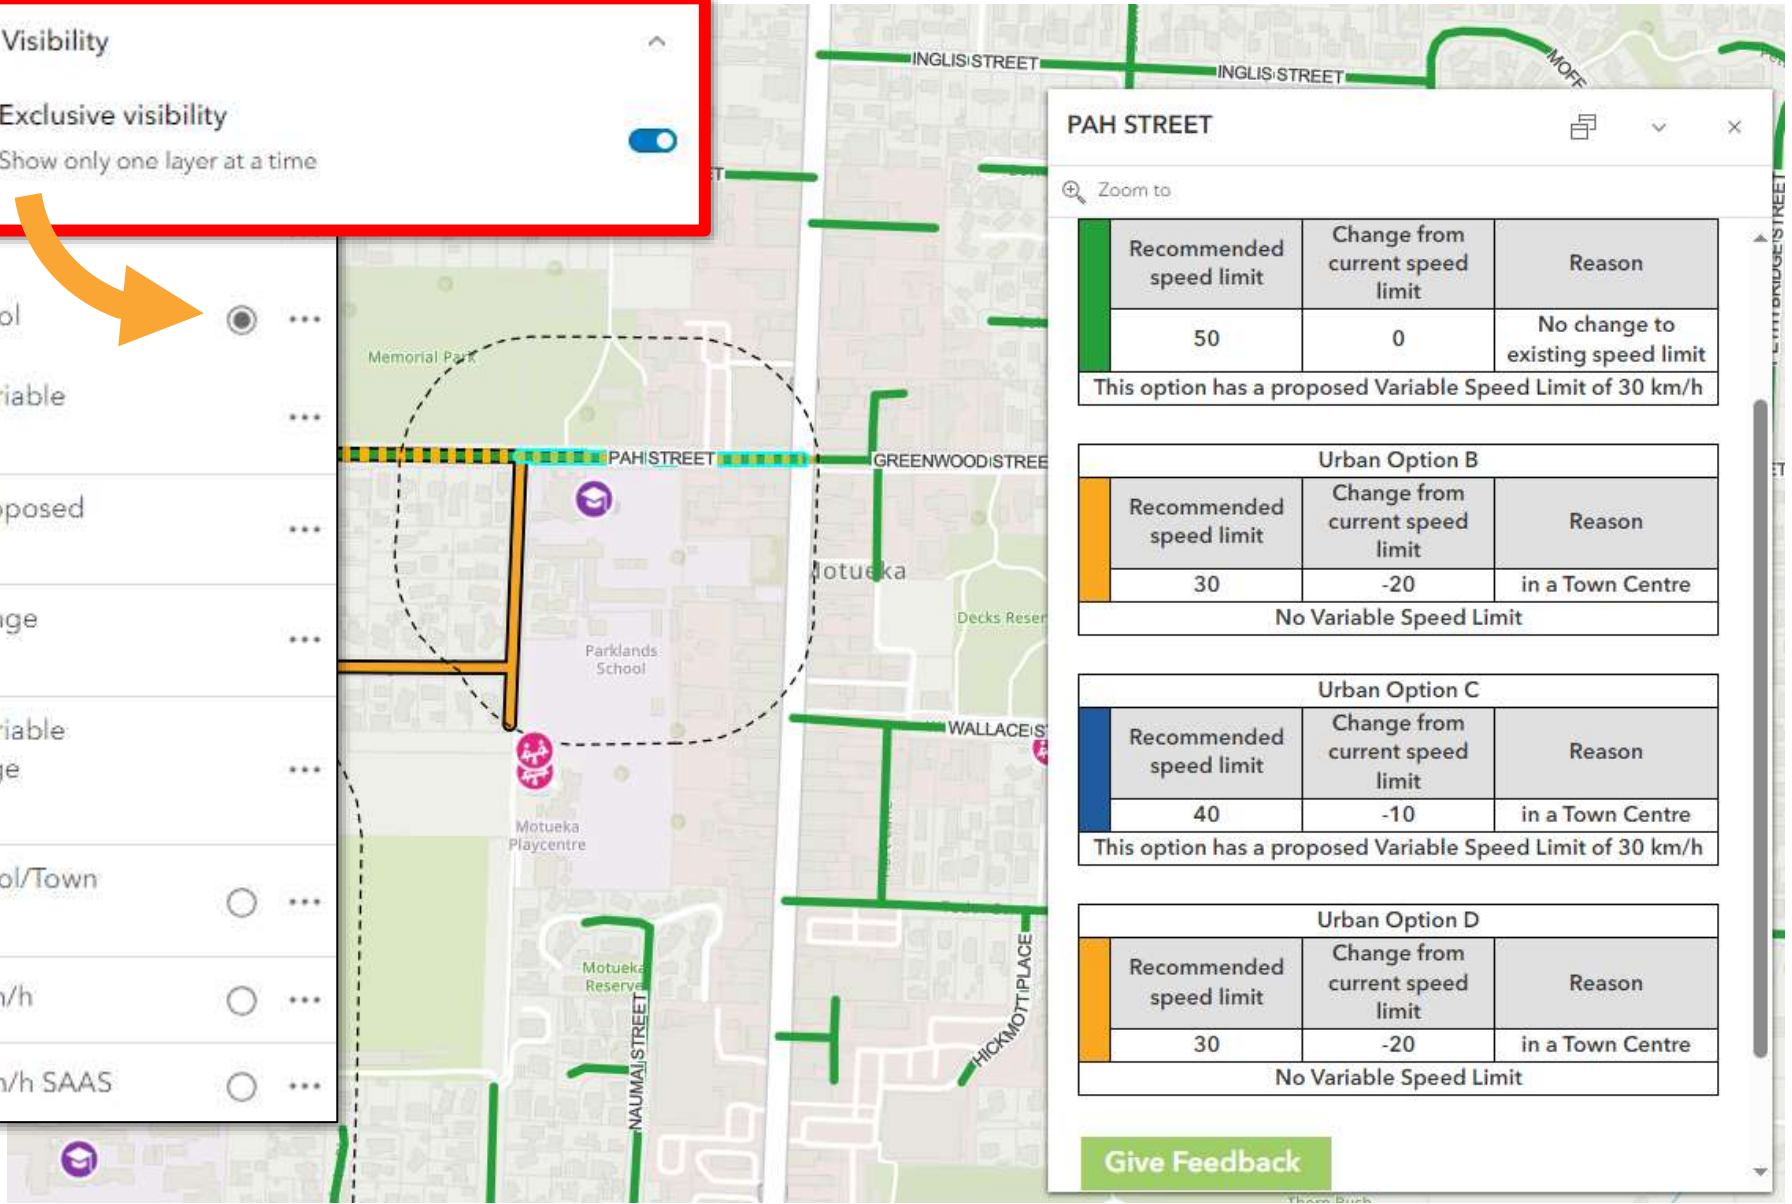 Visibility
Exclusive visibility
Show only one layer at a time
ol
riable
posed
ge
riable
ge
ol/Town
n/h
n/h SAAS
INGLIS STREET
INGLIS STREET
MOFF
Memorial Park
PAH STREET
GREENWOOD STREE
Motueka
Decks Reser
Parklands
School
WALLACE S
Motueka
Playcentre
Motueka
Reserve
NAUMAI STREET
HICKMOTT PLACE
PAH STREET
Zoom to
Recommended speed limit
Change from current speed limit
Reason
50
0
No change to existing speed limit
This option has a proposed Variable Speed Limit of 30 km/h
Urban Option B
Recommended speed limit
Change from current speed limit
Reason
30
-20
in a Town Centre
No Variable Speed Limit
Urban Option C
Recommended speed limit
Change from current speed limit
Reason
40
-10
in a Town Centre
This option has a proposed Variable Speed Limit of 30 km/h
Urban Option D
Recommended speed limit
Change from current speed limit
Reason
30
-20
in a Town Centre
No Variable Speed Limit
Give Feedback